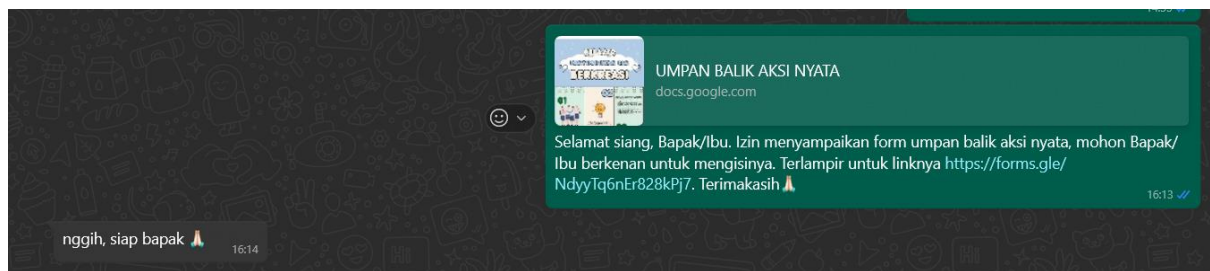 UMPAN BALIK AKSI NYATA
docs.google.com
Selamat siang, Bapak/Ibu. Izin menyampaikan form umpan balik aksi nyata, mohon Bapak/
Ibu berkenan untuk mengisinya. Terlampir untuk linknya https://forms.gle/
NdyyTq6nEr828kPj7. Terimakasih🙏🏻
16:13
nggih, siap bapak 🙏🏻
16:14